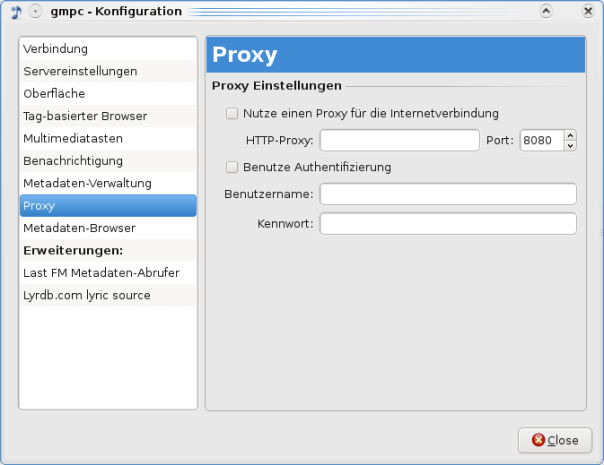 gmpc - Konfiguration
Verbindung
Servereinstellungen
Oberfläche
Tag-basierter Browser
Multimediatasten
Benachrichtigung
Metadaten-Verwaltung
Proxy
Metadaten-Browser
Erweiterungen:
Last FM Metadaten-Abrufer
Lyrdb.com lyric source
Proxy
Proxy Einstellungen
Nutze einen Proxy für die Internetverbindung
HTTP-Proxy: Port: 8080
Benutze Authentifizierung
Benutzername:
Kennwort:
Close